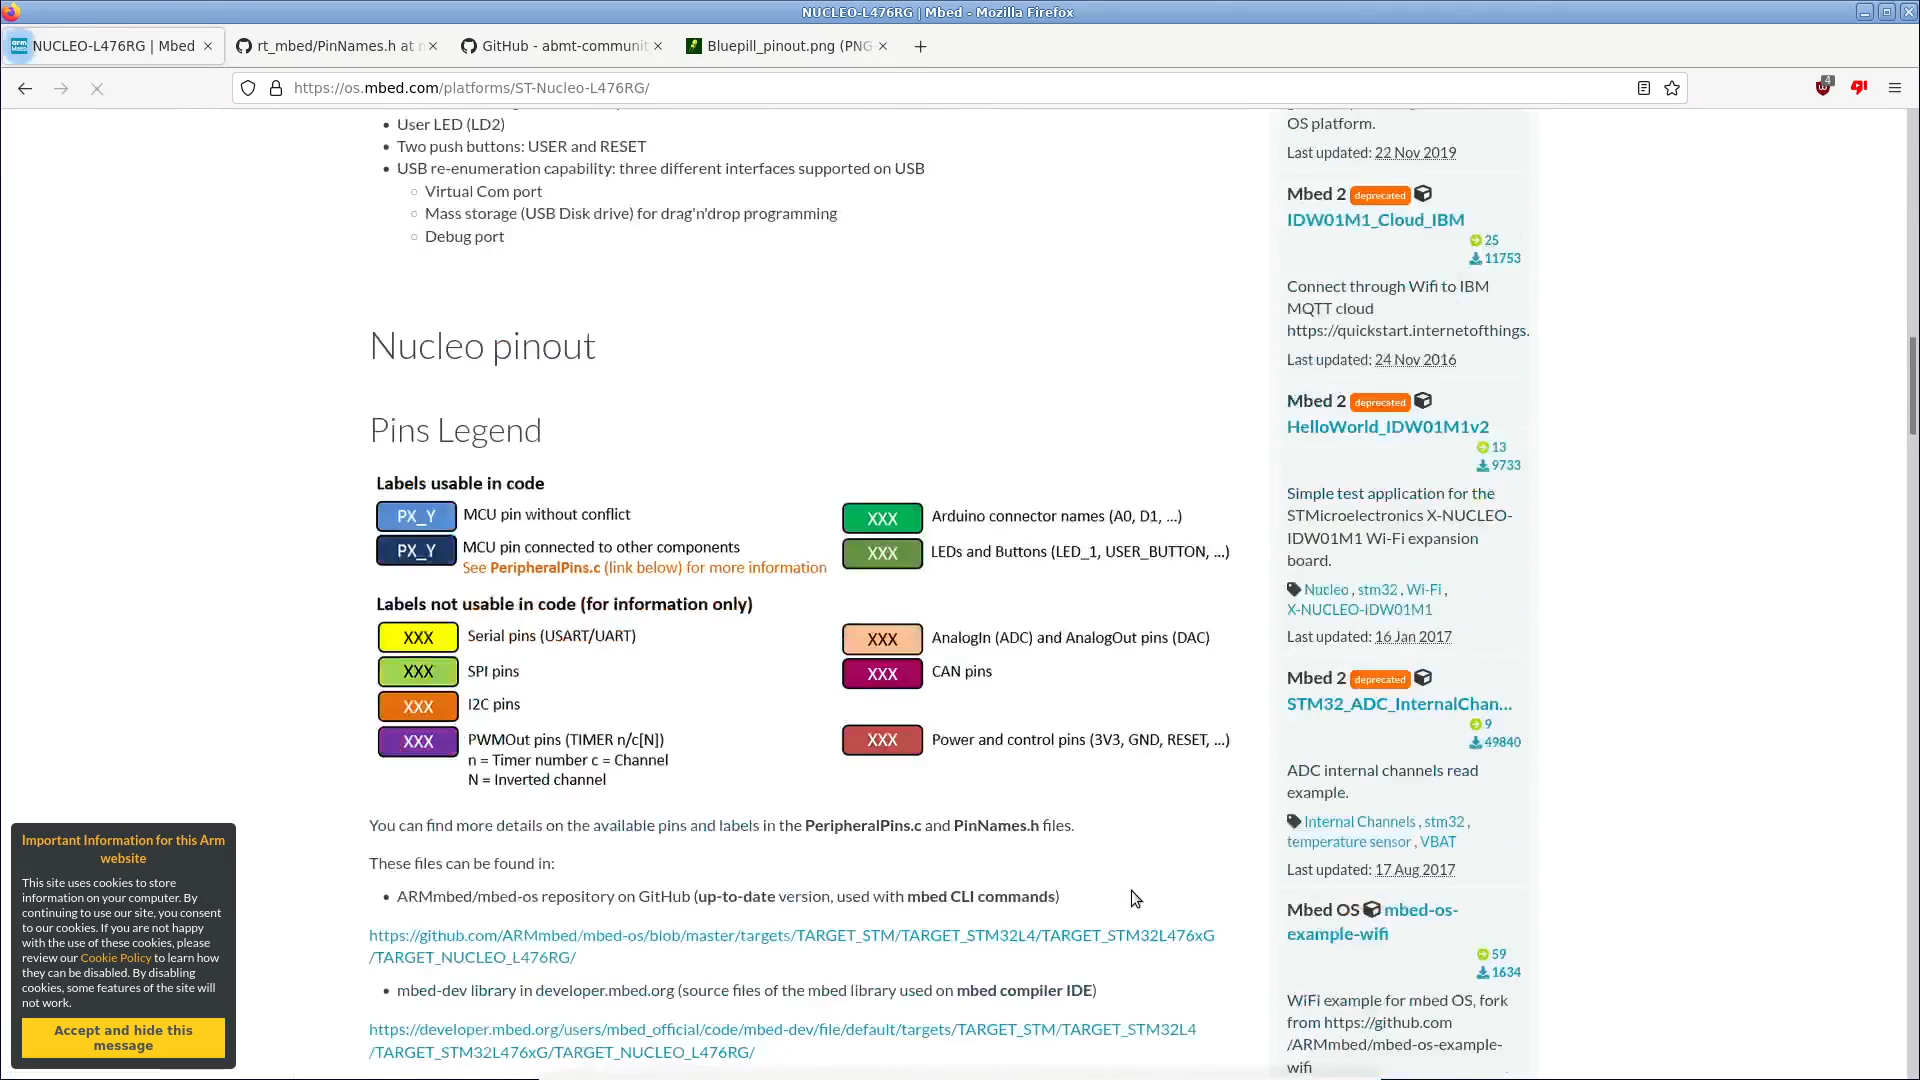 NUCLEO-L476RG | Mbed - Mozilla Firefox
NUCLEO-L476RG | Mbed
rt_mbed/PinNames.h at
GitHub - abmt-communit
Bluepill_pinout.png (PNG
https://os.mbed.com/platforms/ST-Nucleo-L476RG/
4
User LED (LD2)
Two push buttons: USER and RESET
USB re-enumeration capability: three different interfaces supported on USB
Virtual Com port
Mass storage (USB Disk drive) for drag'n'drop programming
Debug port
Nucleo pinout
Pins Legend
Labels usable in code
PX_Y MCU pin without conflict
XXX Arduino connector names (A0, D1, ...)
PX_Y MCU pin connected to other components
See PeripheralPins.c (link below) for more information
XXX LEDs and Buttons (LED_1, USER_BUTTON, ...)
Labels not usable in code (for information only)
XXX Serial pins (USART/UART)
XXX AnalogIn (ADC) and AnalogOut pins (DAC)
XXX SPI pins
XXX CAN pins
XXX I2C pins
XXX PWMOut pins (TIMER n/c[N])
n = Timer number c = Channel
N = Inverted channel
XXX Power and control pins (3V3, GND, RESET, ...)
You can find more details on the available pins and labels in the PeripheralPins.c and PinNames.h files.
These files can be found in:
ARMmbed/mbed-os repository on GitHub (up-to-date version, used with mbed CLI commands)
https://github.com/ARMmbed/mbed-os/blob/master/targets/TARGET_STM/TARGET_STM32L4/TARGET_STM32L476xG
/TARGET_NUCLEO_L476RG/
mbed-dev library in developer.mbed.org (source files of the mbed library used on mbed compiler IDE)
https://developer.mbed.org/users/mbed_official/code/mbed-dev/file/default/targets/TARGET_STM/TARGET_STM32L4
/TARGET_STM32L476xG/TARGET_NUCLEO_L476RG/
OS platform.
Last updated: 22 Nov 2019
Mbed 2 deprecated
IDW01M1_Cloud_IBM
25
11753
Connect through Wifi to IBM
MQTT cloud
https://quickstart.internetofthings.
Last updated: 24 Nov 2016
Mbed 2 deprecated
HelloWorld_IDW01M1v2
13
9733
Simple test application for the
STMicroelectronics X-NUCLEO-
IDW01M1 Wi-Fi expansion
board.
Nucleo , stm32 , Wi-Fi ,
X-NUCLEO-IDW01M1
Last updated: 16 Jan 2017
Mbed 2 deprecated
STM32_ADC_InternalChan...
9
49840
ADC internal channels read
example.
Internal Channels , stm32 ,
temperature sensor , VBAT
Last updated: 17 Aug 2017
Mbed OS mbed-os-
example-wifi
59
1634
WiFi example for mbed OS, fork
from https://github.com
/ARMmbed/mbed-os-example-
wifi
Important Information for this Arm
website
This site uses cookies to store
information on your computer. By
continuing to use our site, you consent
to our cookies. If you are not happy
with the use of these cookies, please
review our Cookie Policy to learn how
they can be disabled. By disabling
cookies, some features of the site will
not work.
Accept and hide this
message